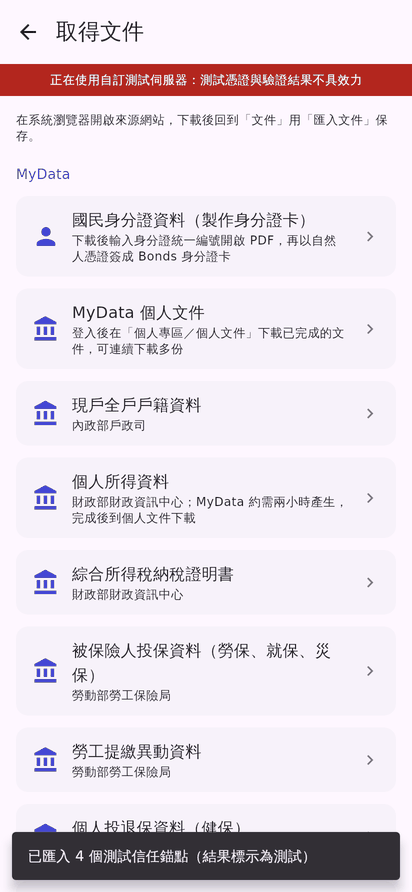 取得文件
正在使用自訂測試伺服器：測試憑證與驗證結果不具效力
在系統瀏覽器開啟來源網站，下載後回到「文件」用「匯入文件」保
存。
MyData
國民身分證資料（製作身分證卡）
下載後輸入身分證統一編號開啟 PDF，再以自然
人憑證簽成 Bonds 身分證卡
MyData 個人文件
登入後在「個人專區／個人文件」下載已完成的文
件，可連續下載多份
現戶全戶戶籍資料
內政部戶政司
個人所得資料
財政部財政資訊中心；MyData 約需兩小時產生，
完成後到個人文件下載
綜合所得稅納稅證明書
財政部財政資訊中心
被保險人投保資料（勞保、就保、災
保）
勞動部勞工保險局
勞工提繳異動資料
勞動部勞工保險局
個人投退保資料（健保）
已匯入 4 個測試信任錨點（結果標示為測試）